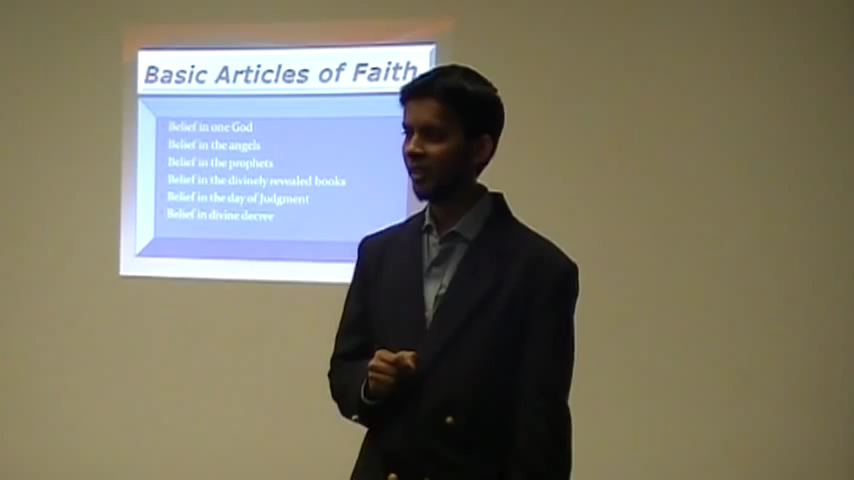 Basic Articles of Faith
Belief in one God
Belief in the angels
Belief in the prophets
Belief in the divinely revealed books
Belief in the day of Judgment
Belief in divine decree